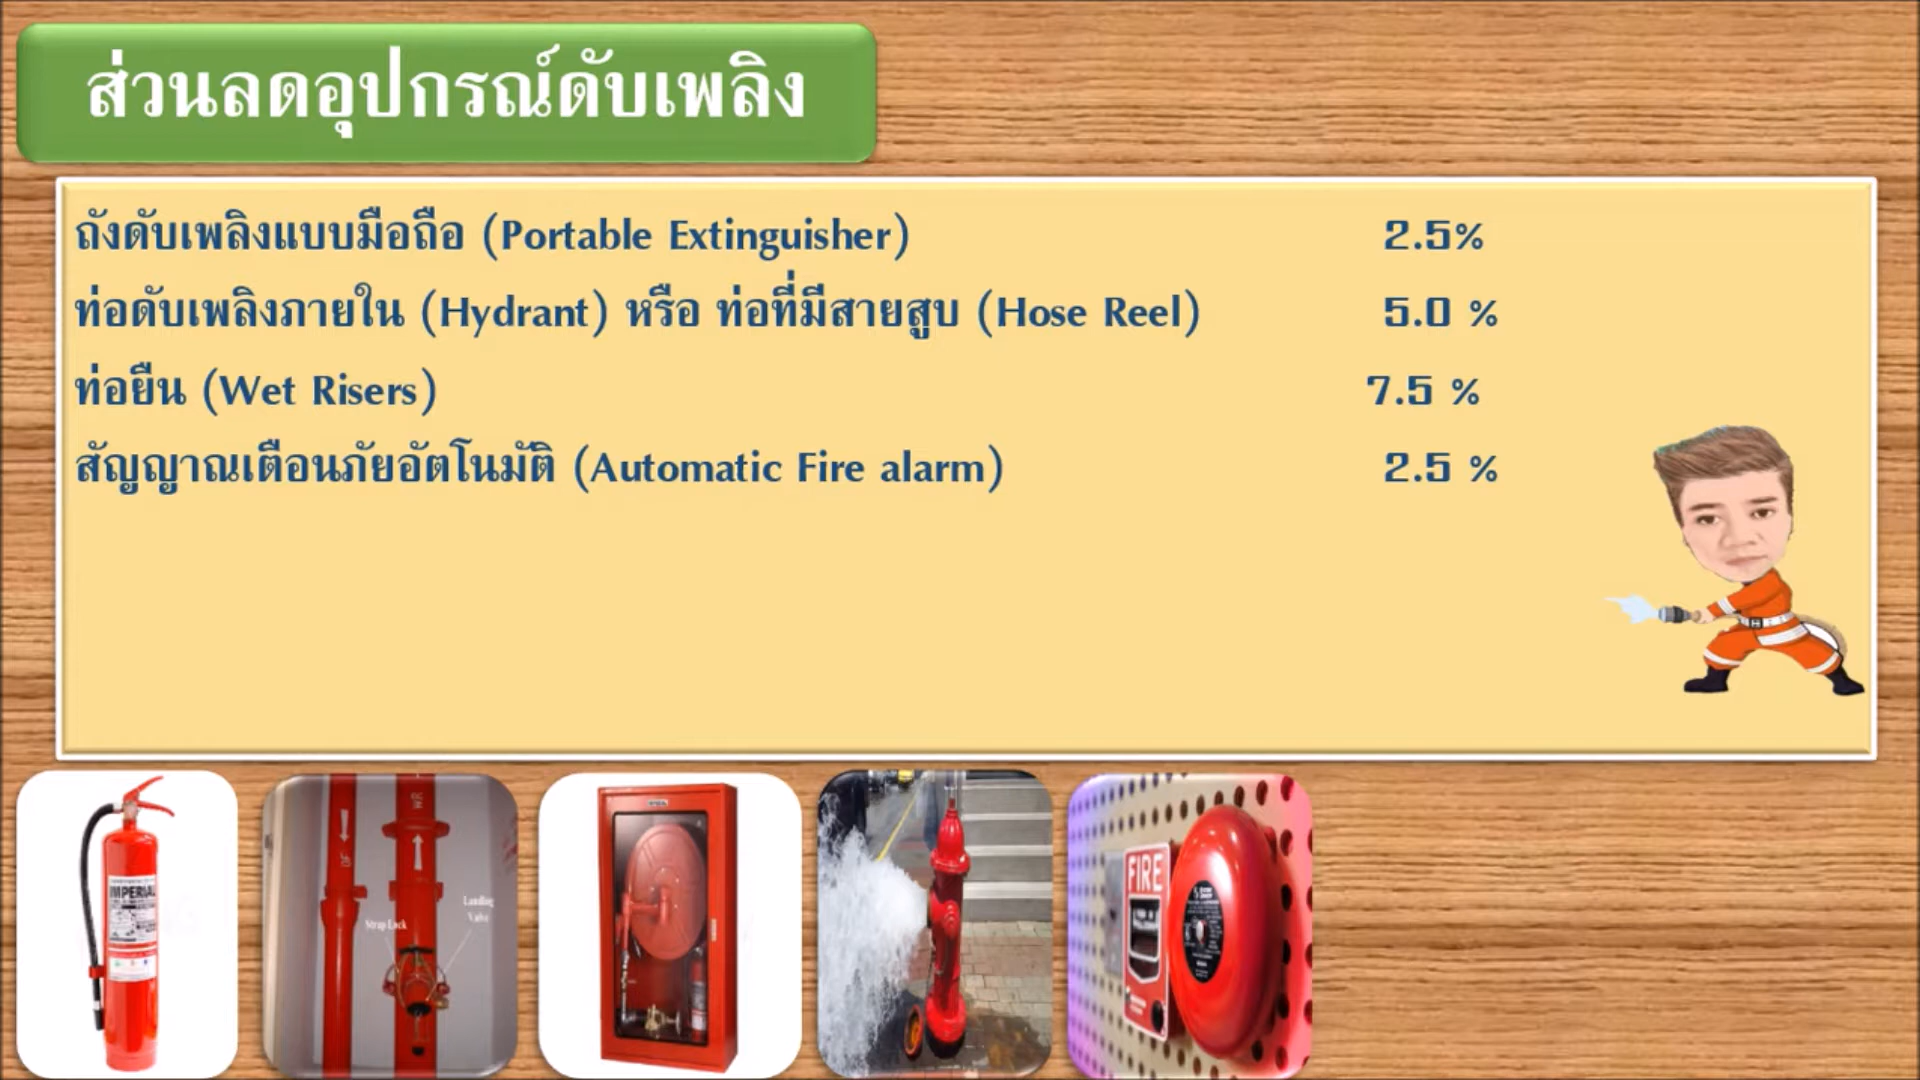 ส่วนลดอุปกรณ์ดับเพลิง
ถังดับเพลิงแบบมือถือ (Portable Extinguisher) 2.5%
ท่อดับเพลิงภายใน (Hydrant) หรือ ท่อที่มีสายสูบ (Hose Reel) 5.0 %
ท่อยืน (Wet Risers) 7.5 %
สัญญาณเตือนภัยอัตโนมัติ (Automatic Fire alarm) 2.5 %
IMPERIAL
WR
Strap Lock
Landing
Valve
FIRE